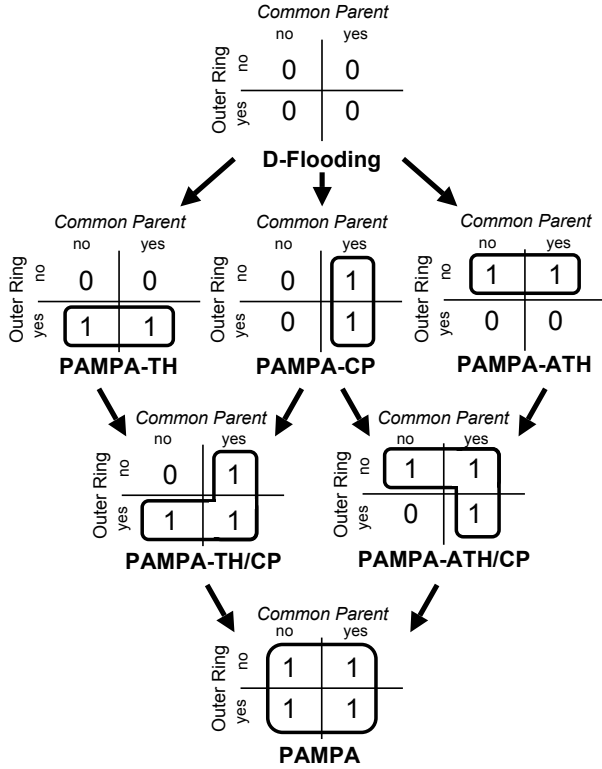 Common Parent
no yes
Outer Ring
no
yes
0 0
0 0
D-Flooding
Common Parent
no yes
Outer Ring
no
yes
0 0
1 1
PAMPA-TH
Common Parent
no yes
Outer Ring
no
yes
0 1
0 1
PAMPA-CP
Common Parent
no yes
Outer Ring
no
yes
1 1
0 0
PAMPA-ATH
Common Parent
no yes
Outer Ring
no
yes
0 1
1 1
PAMPA-TH/CP
Common Parent
no yes
Outer Ring
no
yes
1 1
0 1
PAMPA-ATH/CP
Common Parent
no yes
Outer Ring
no
yes
1 1
1 1
PAMPA